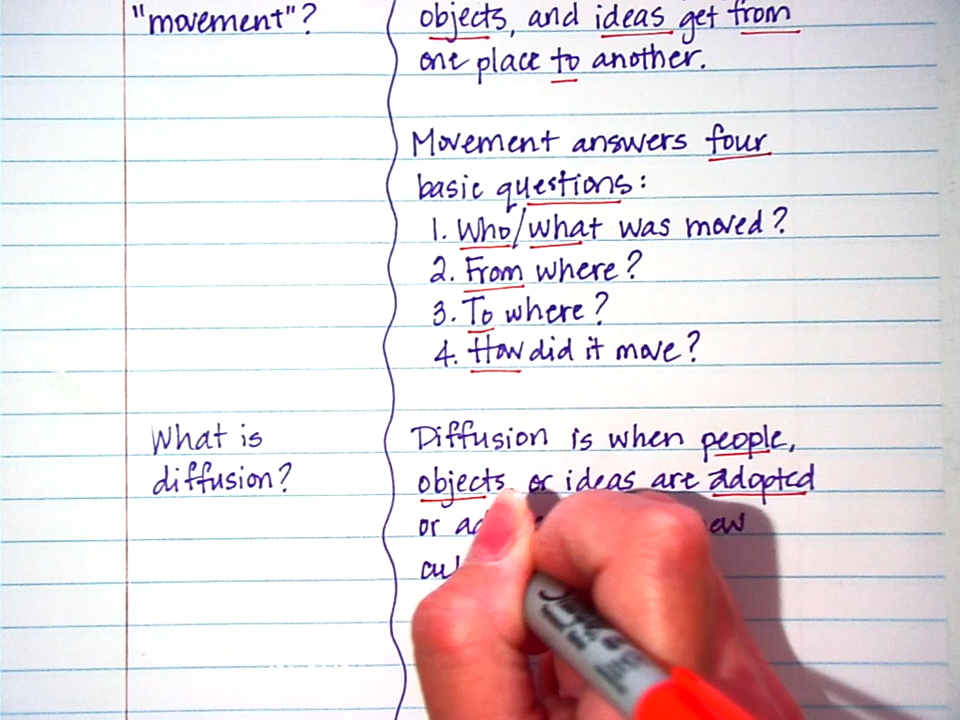 "movement"?
objects, and ideas get from
one place to another.
Movement answers four
basic questions:
1. Who/what was moved?
2. From where?
3. To where?
4. How did it move?
What is
diffusion?
Diffusion is when people,
objects, or ideas are adopted
or